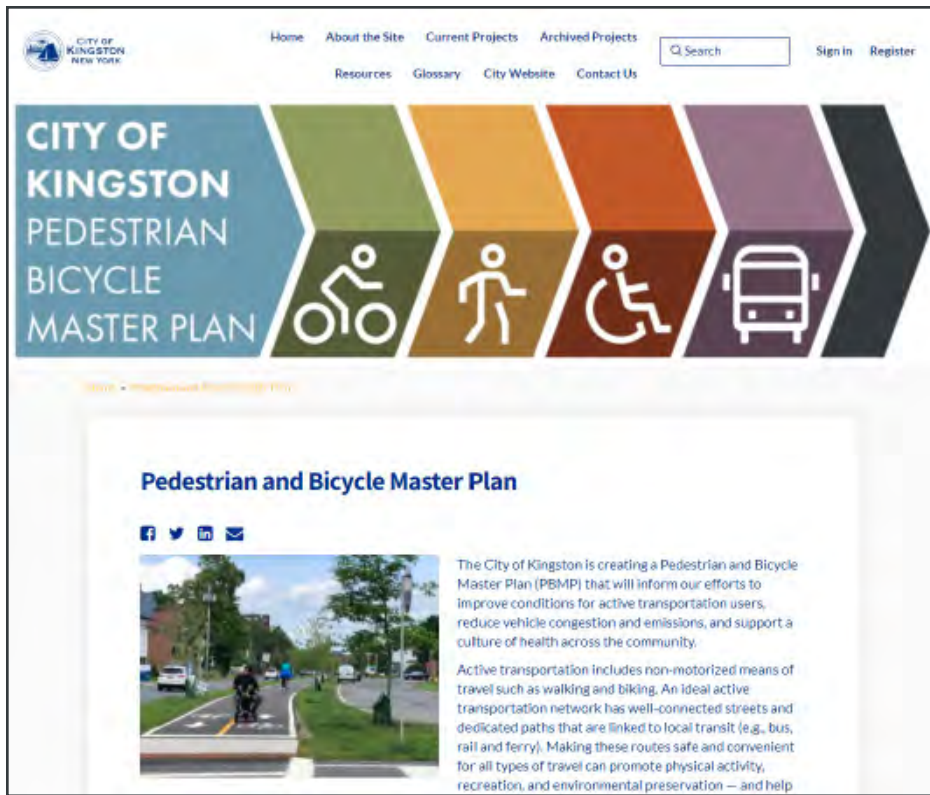 CITY OF
KINGSTON
NEW YORK
Home About the Site Current Projects Archived Projects
Search
Sign in Register
Resources Glossary City Website Contact Us
CITY OF
KINGSTON
PEDESTRIAN
BICYCLE
MASTER PLAN
Pedestrian and Bicycle Master Plan
The City of Kingston is creating a Pedestrian and Bicycle
Master Plan (PBMP) that will inform our efforts to
improve conditions for active transportation users,
reduce vehicle congestion and emissions, and support a
culture of health across the community.
Active transportation includes non-motorized means of
travel such as walking and biking. An ideal active
transportation network has well-connected streets and
dedicated paths that are linked to local transit (e.g., bus,
rail and ferry). Making these routes safe and convenient
for all types of travel can promote physical activity,
recreation, and environmental preservation — and help